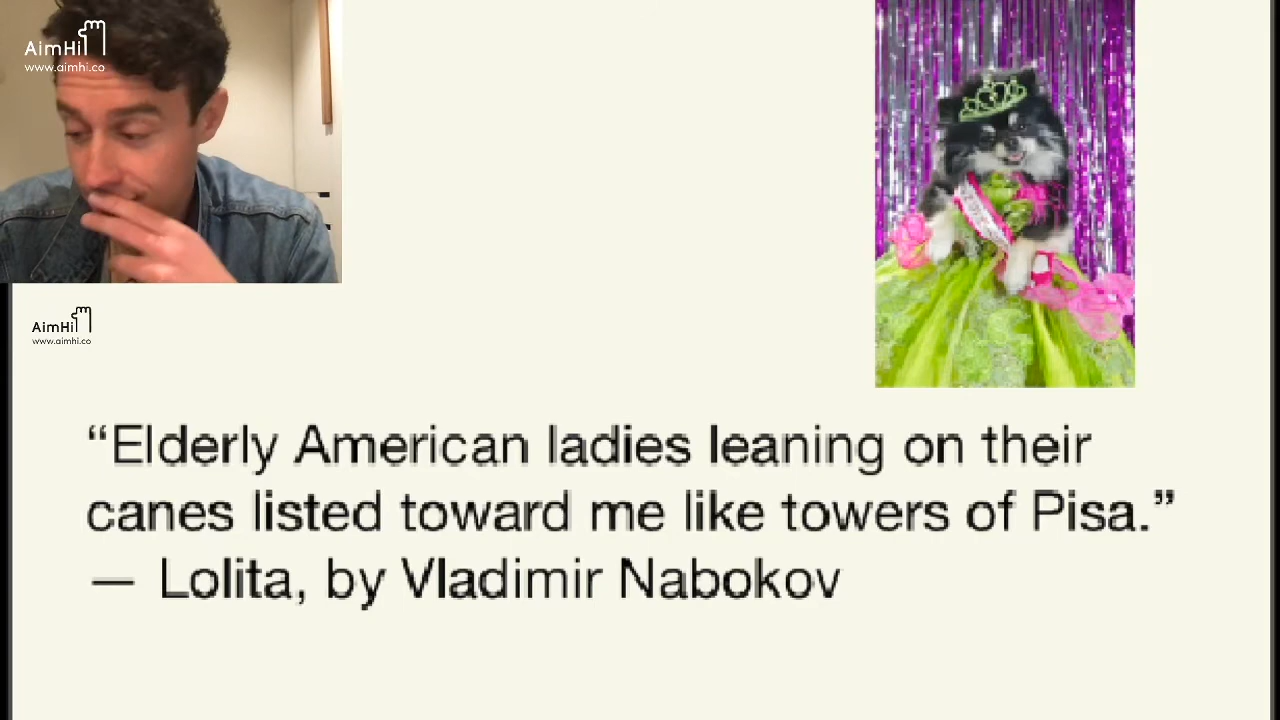 AimHi
www.aimhi.co
AimHi
www.aimhi.co
“Elderly American ladies leaning on their
canes listed toward me like towers of Pisa.”
— Lolita, by Vladimir Nabokov